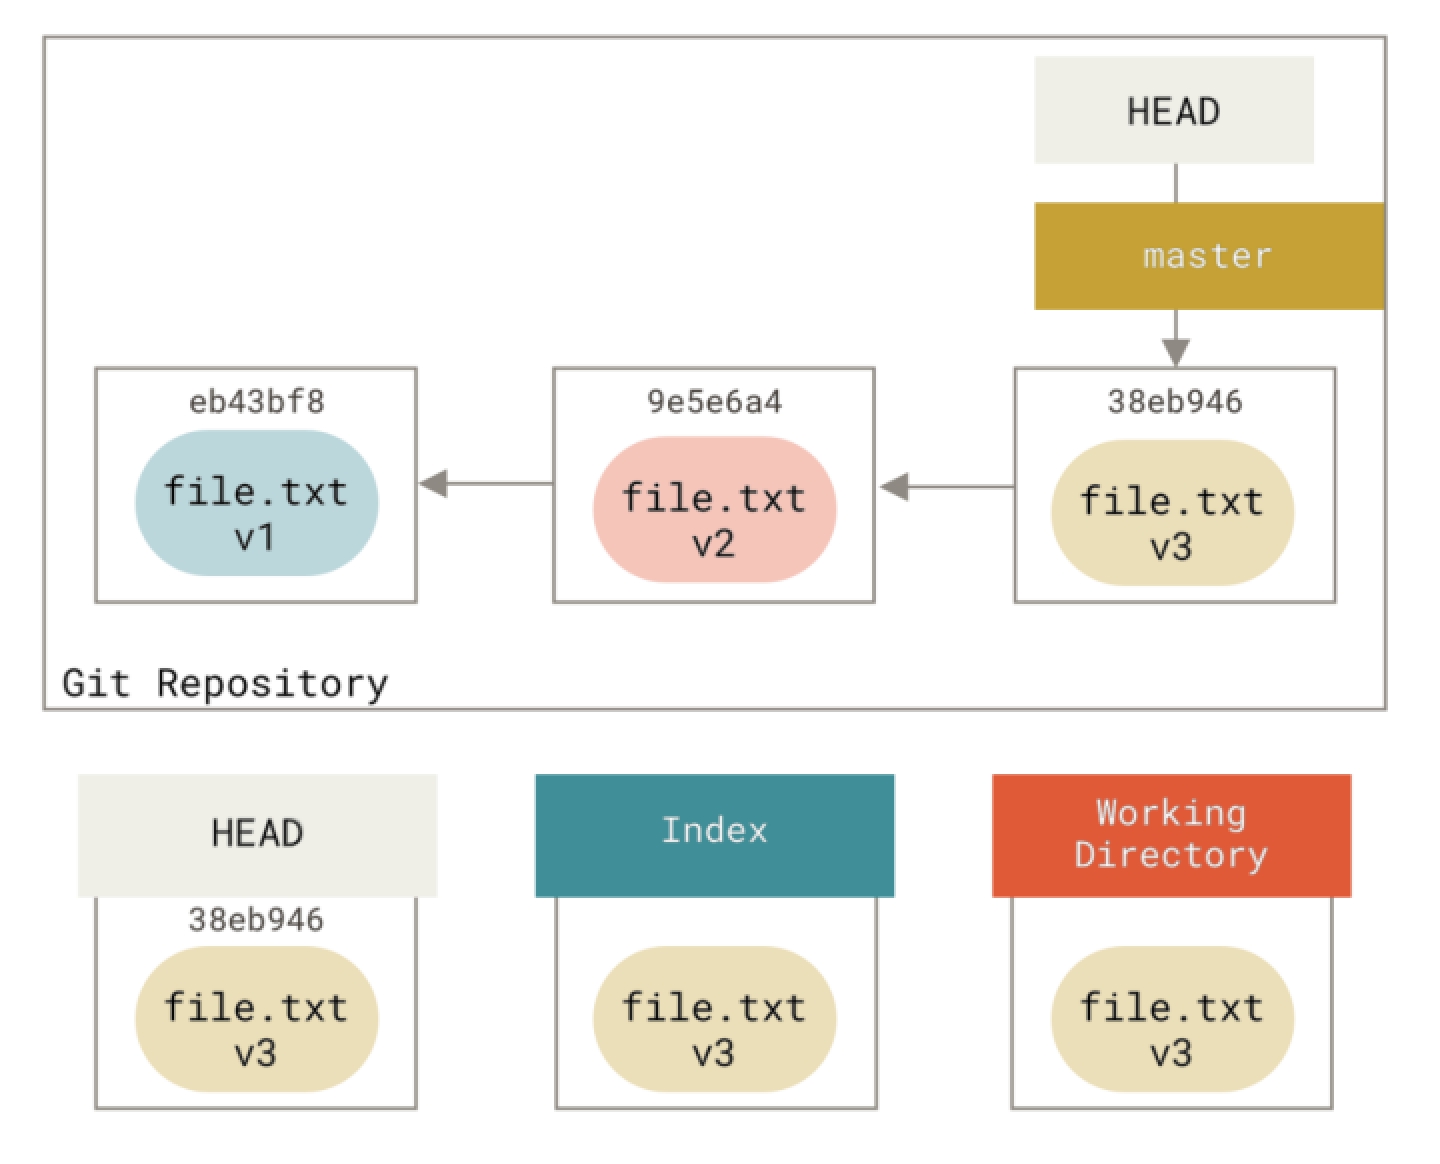 HEAD
master
eb43bf8
9e5e6a4
38eb946
file.txt
v1
file.txt
v2
file.txt
v3
Git Repository
HEAD
Index
Working
Directory
38eb946
file.txt
v3
file.txt
v3
file.txt
v3